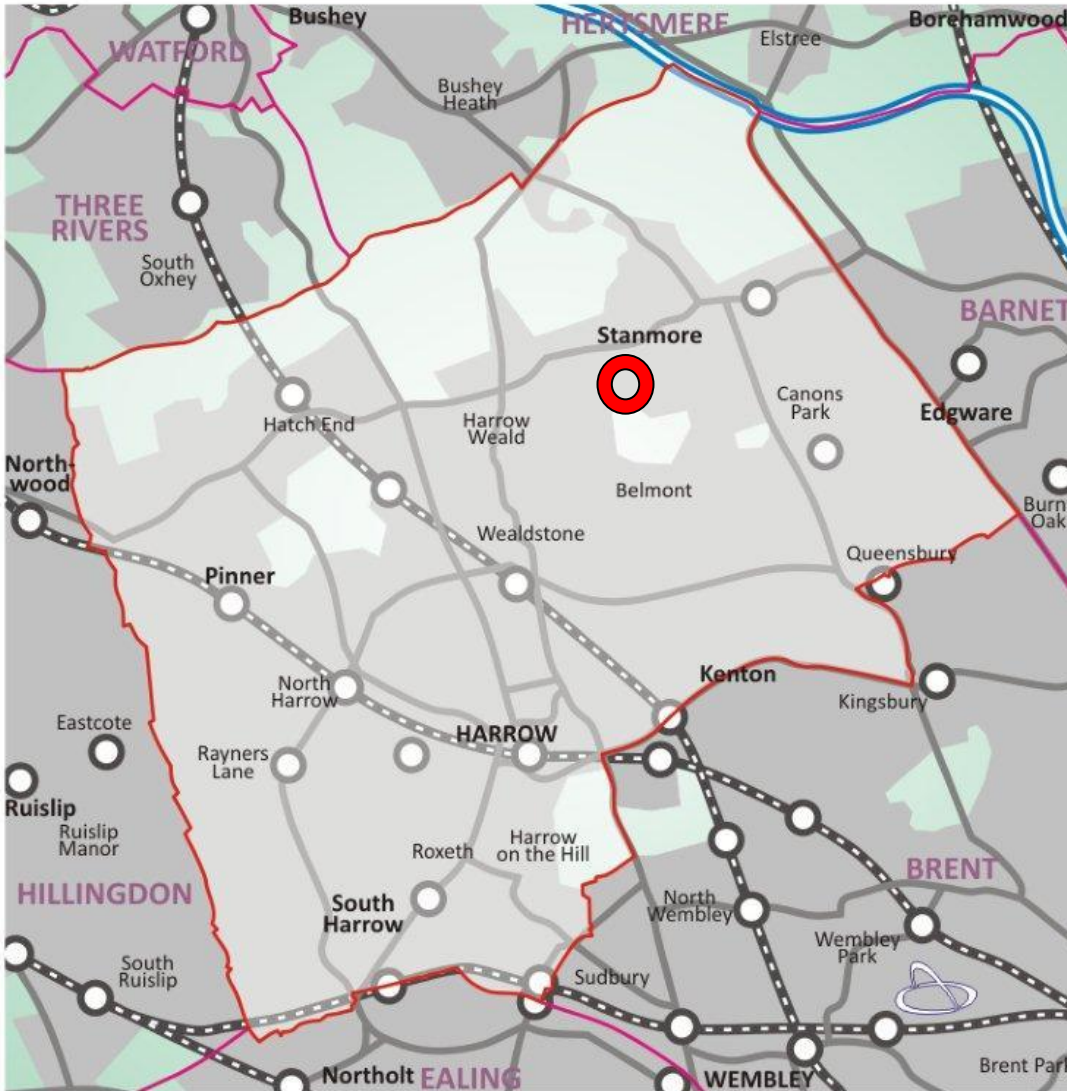 Bushey
HERTSMERE
Borehamwood
WATFORD
Elstree
Bushey
Heath
THREE
RIVERS
South
Oxhey
BARNET
Stanmore
Canons
Park
Edgware
Hatch End
Harrow
Weald
North-
wood
Belmont
Burn
Oak
Wealdstone
Queensbury
Pinner
North
Harrow
Kenton
Kingsbury
Eastcote
HARROW
Rayners
Lane
Ruislip
Ruislip
Manor
Roxeth
Harrow
on the Hill
BRENT
HILLINGDON
South
Harrow
North
Wembley
Wembley
Park
South
Ruislip
Sudbury
Northolt
EALING
WEMBLEY
Brent Park